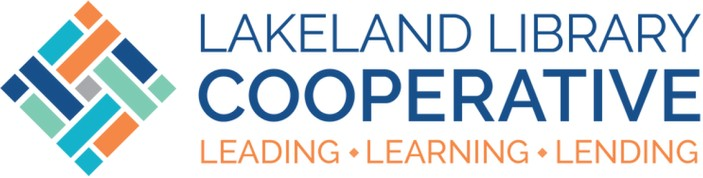 LAKELAND LIBRARY
COOPERATIVE
LEADING • LEARNING • LENDING